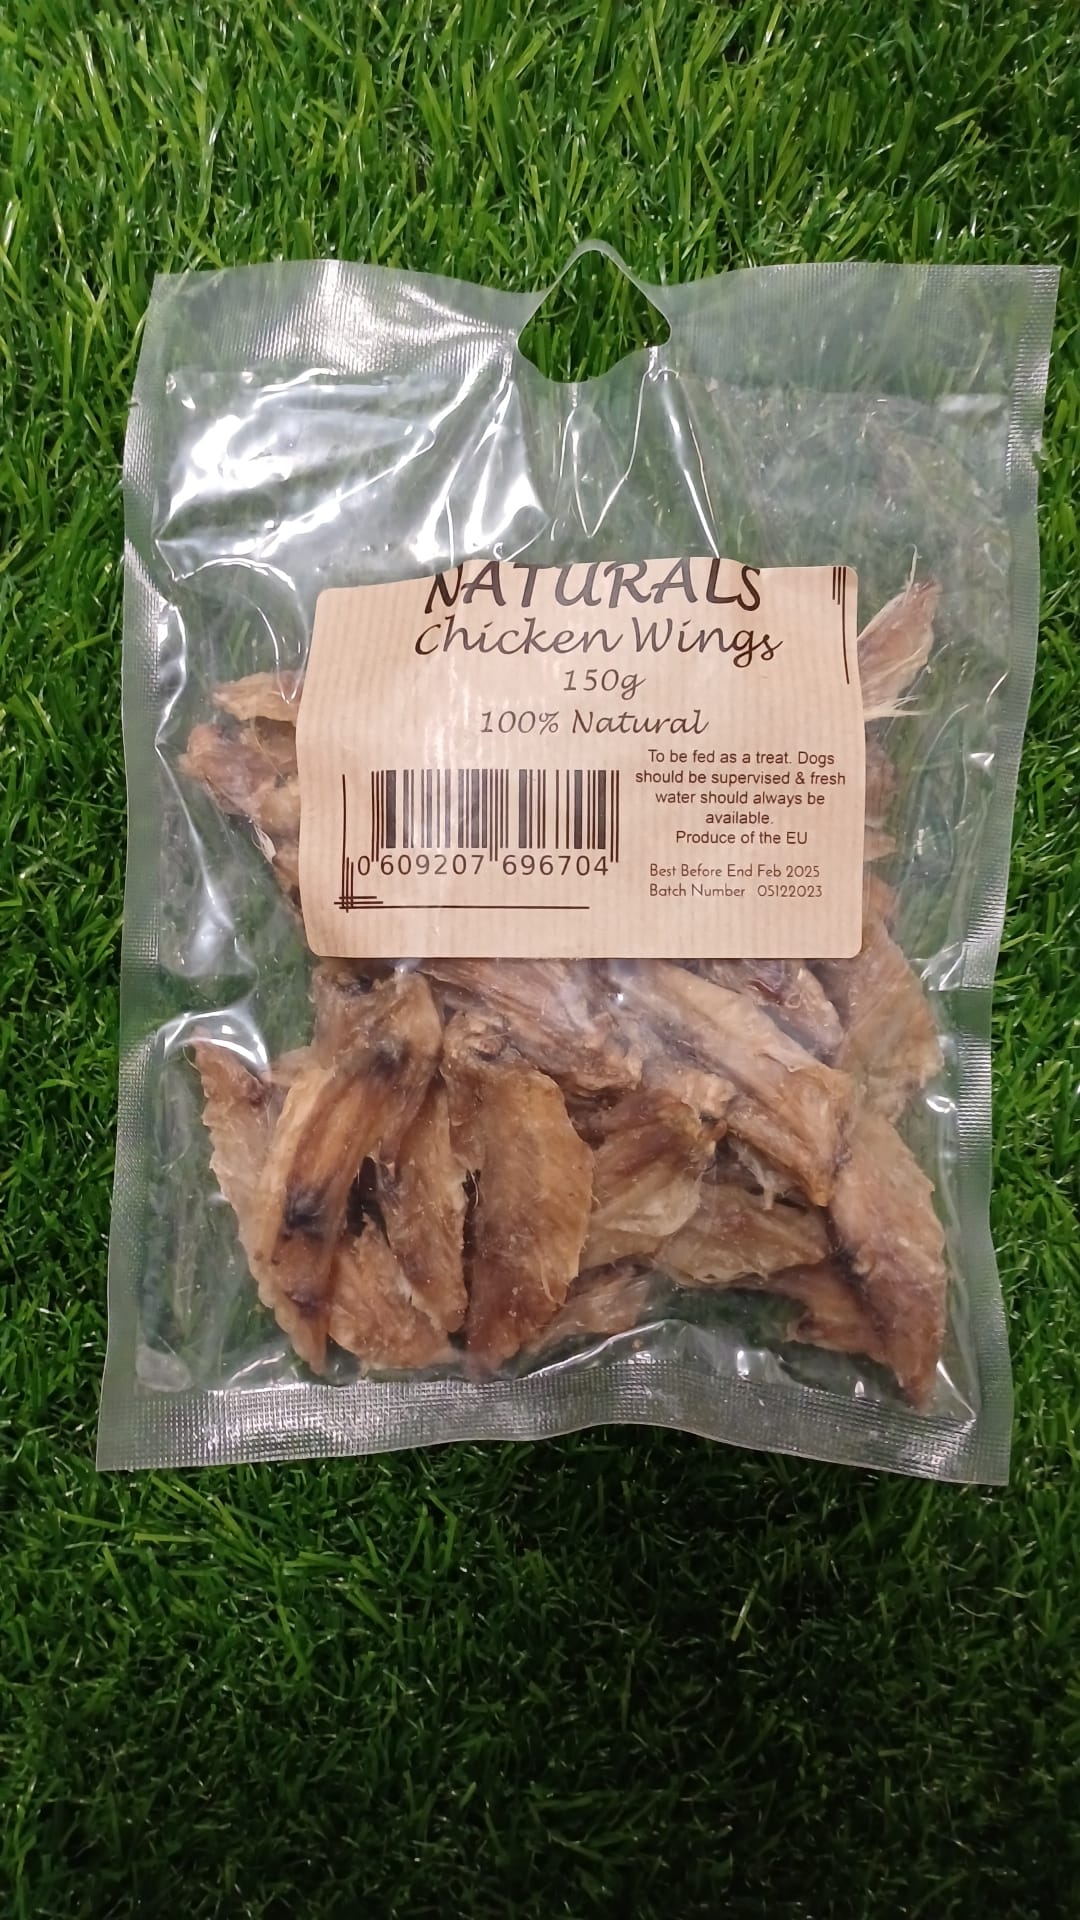 NATURALS
Chicken Wings
150g
100% Natural
To be fed as a treat. Dogs
should be supervised & fresh
water should always be
available.
Produce of the EU
0 609207 696704
Best Before End Feb 2025
Batch Number 05122023